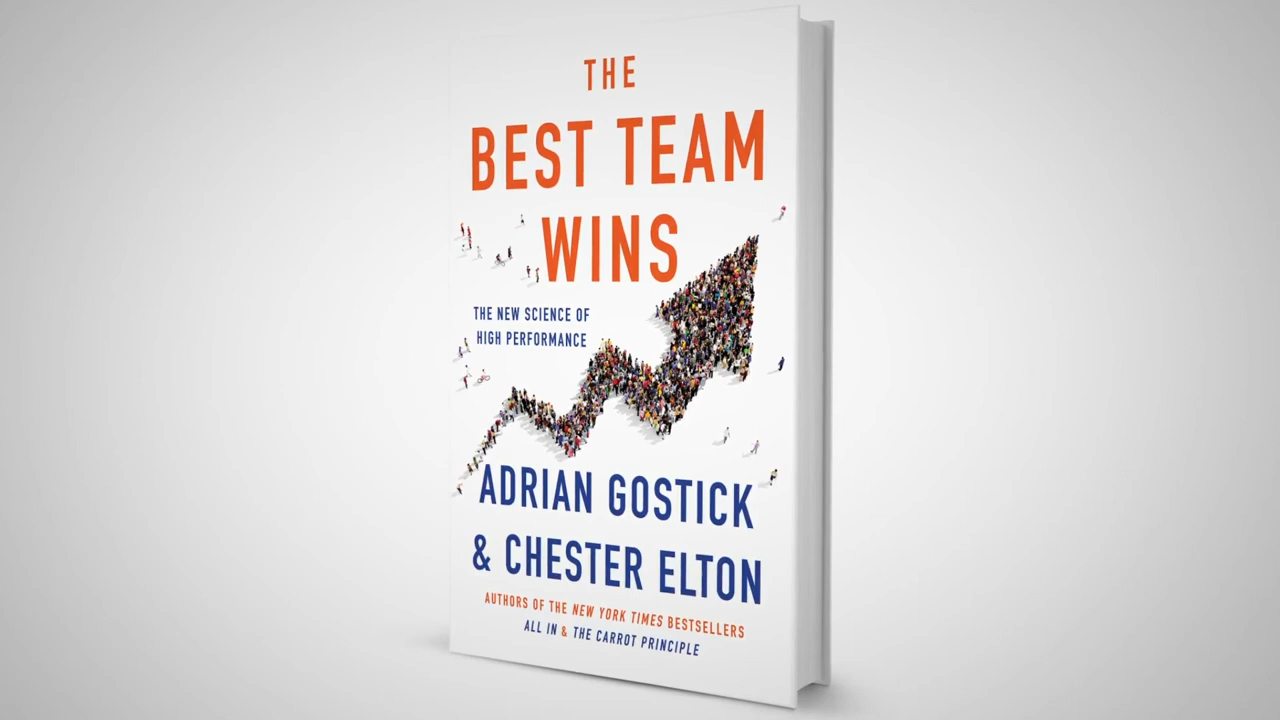 THE
BEST TEAM
WINS
THE NEW SCIENCE OF
HIGH PERFORMANCE
ADRIAN GOSTICK
& CHESTER ELTON
AUTHORS OF THE NEW YORK TIMES BESTSELLERS
ALL IN & THE CARROT PRINCIPLE